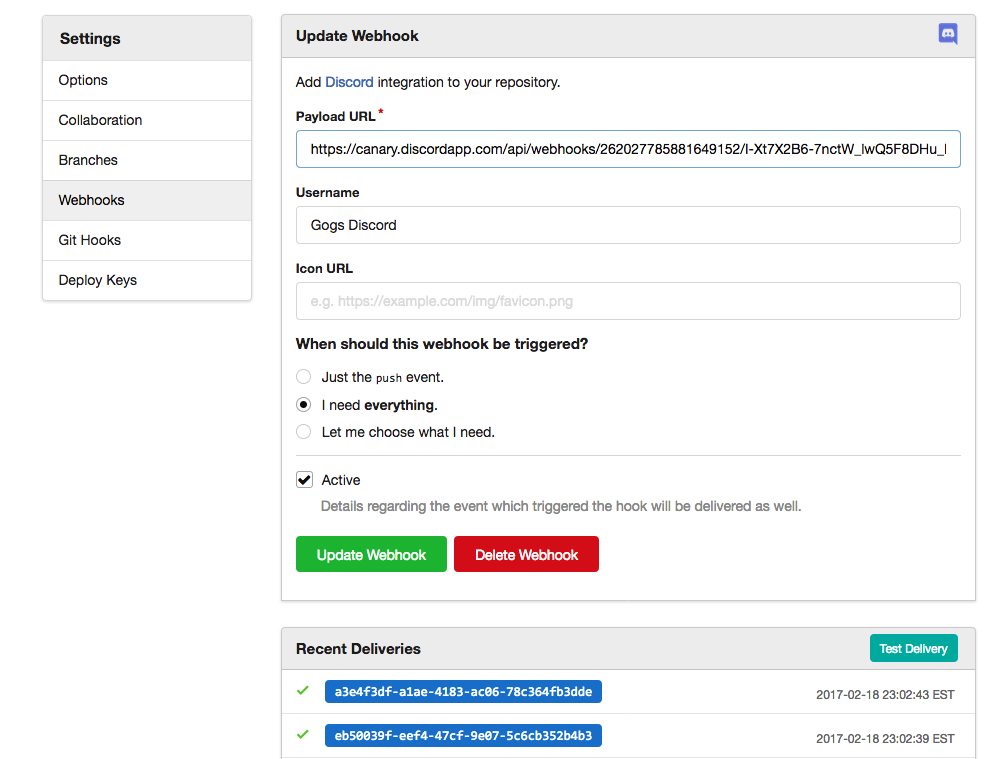 Settings
Options
Collaboration
Branches
Webhooks
Git Hooks
Deploy Keys
Update Webhook
Add Discord integration to your repository.
Payload URL*
https://canary.discordapp.com/api/webhooks/262027785881649152/I-Xt7X2B6-7nctW_lwQ5F8DHu_
Username
Gogs Discord
Icon URL
e.g. https://example.com/img/favicon.png
When should this webhook be triggered?
Just the push event.
I need everything.
Let me choose what I need.
Active
Details regarding the event which triggered the hook will be delivered as well.
Update Webhook Delete Webhook
Recent Deliveries Test Delivery
a3e4f3df-a1ae-4183-ac06-78c364fb3dde 2017-02-18 23:02:43 EST
eb50039f-eef4-47cf-9e07-5c6cb352b4b3 2017-02-18 23:02:39 EST